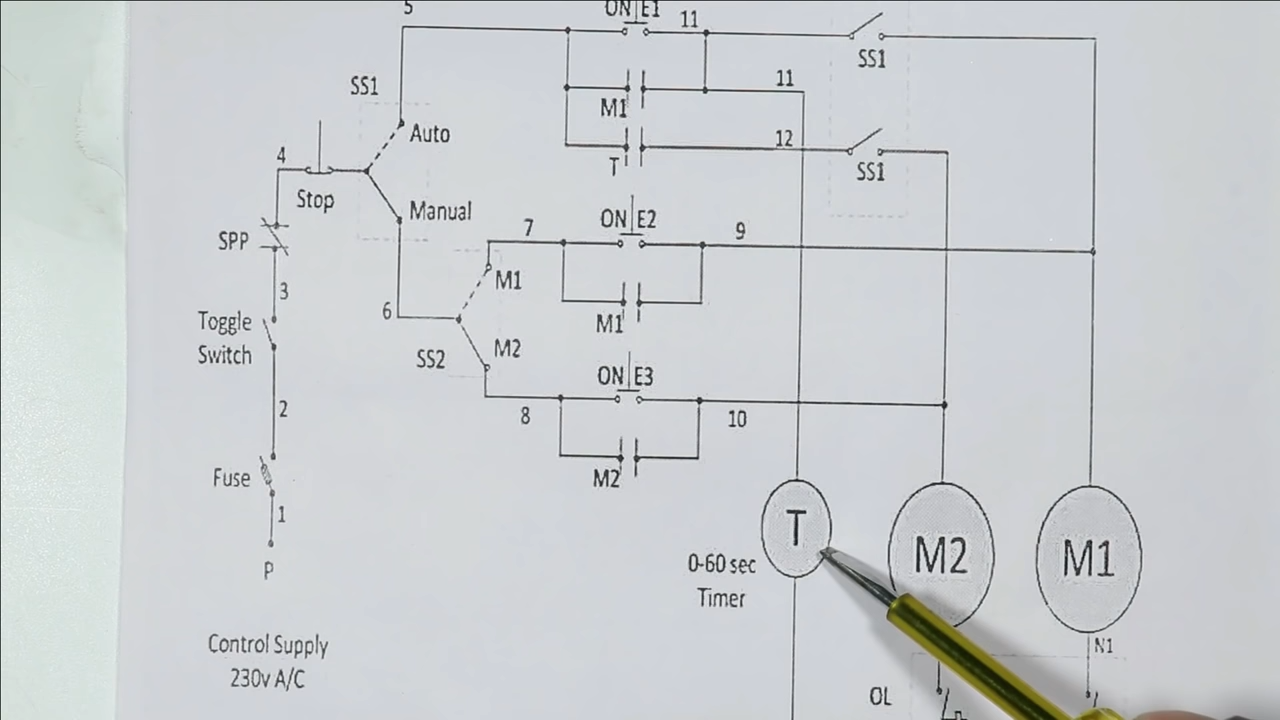 5
ON E1
11
SS1
SS1
11
M1
Auto
12
T
4
SS1
Stop
Manual
ON E2
SPP
7
9
M1
3
6
M1
Toggle
Switch
M2
SS2
ON E3
2
8
10
Fuse
M2
1
T
M2
M1
P
0-60 sec
Timer
Control Supply
230v A/C
N1
OL